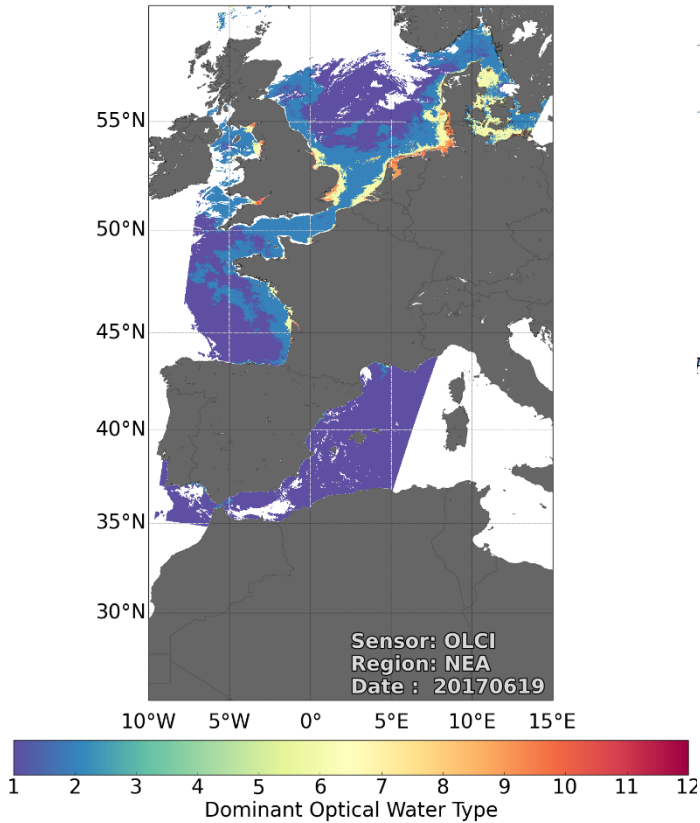 55°N
50°N
45°N
40°N
35°N
30°N
Sensor: OLCI
Region: NEA
Date : 20170619
10°W 5°W 0° 5°E 10°E 15°E
1 2 3 4 5 6 7 8 9 10 11 12
Dominant Optical Water Type